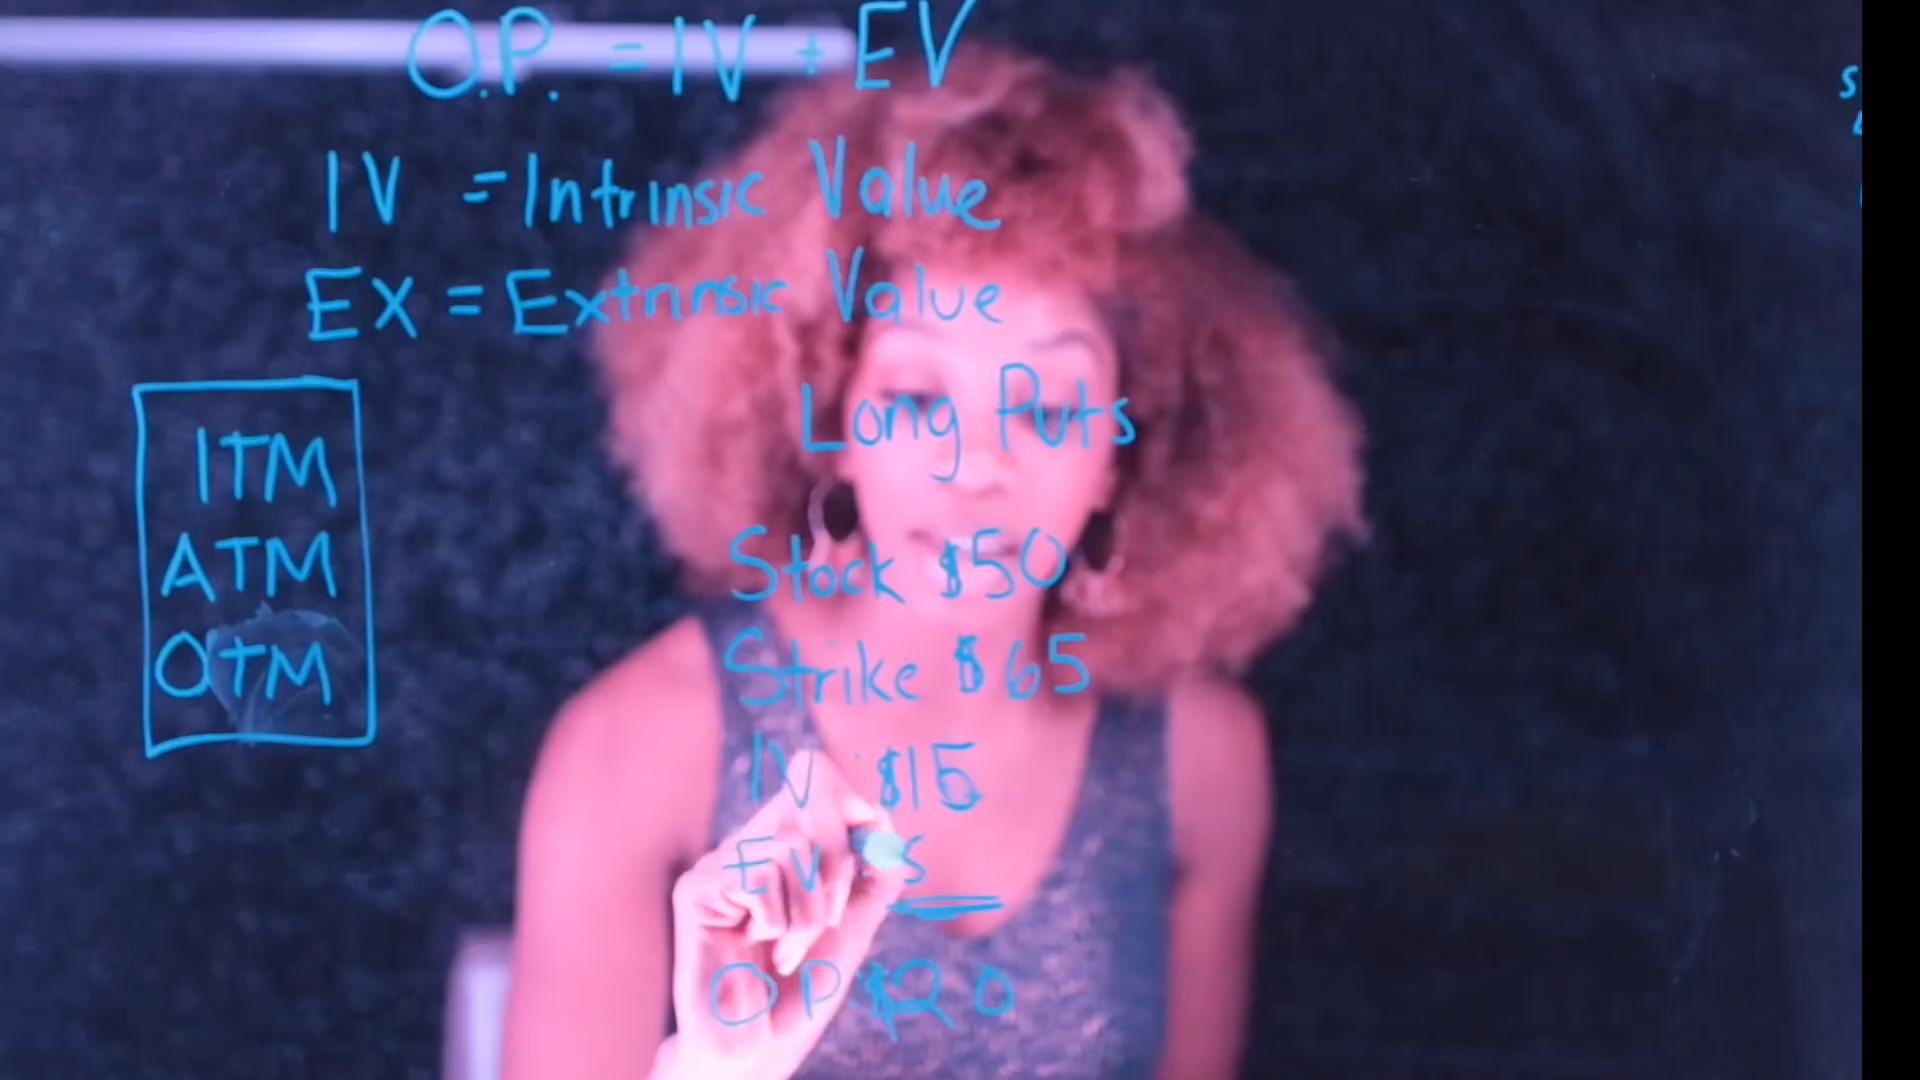 O.P. = IV + EV
IV = Intrinsic Value
EX = Extrinsic Value
Long Puts
ITM
ATM
OTM
Stock $50
Strike $65
IV $15
EV
OP $20